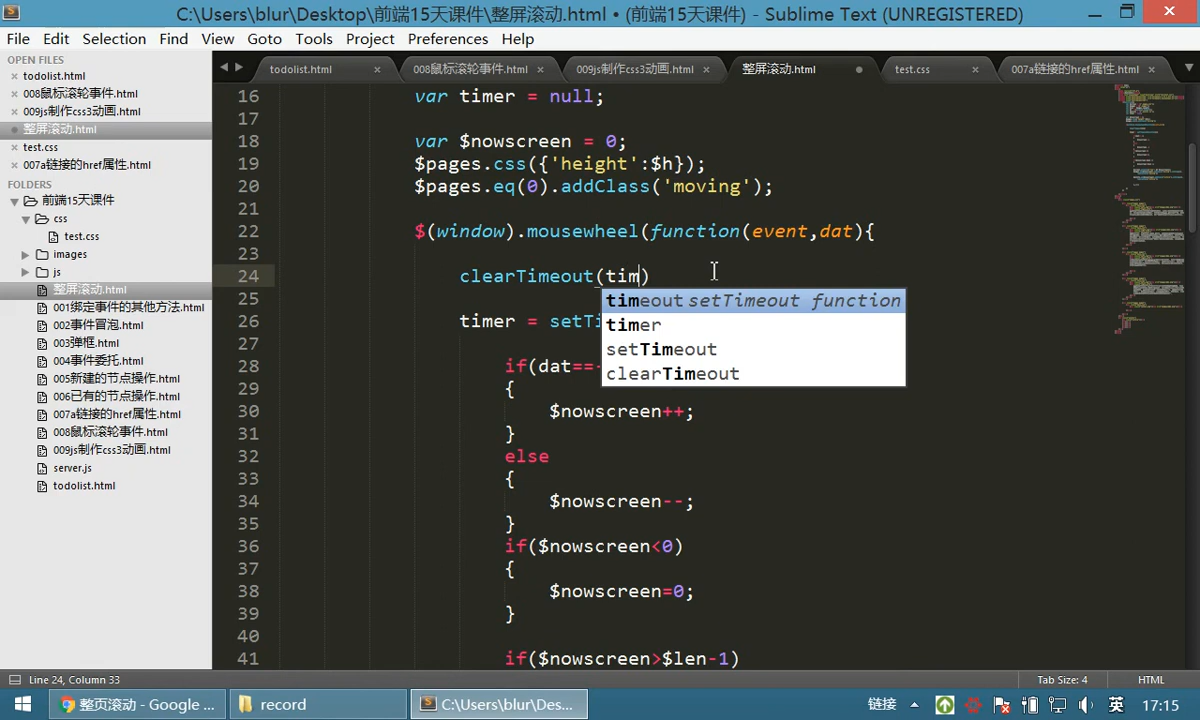 C:\Users\blur\Desktop\前端15天课件\整屏滚动.html • (前端15天课件) - Sublime Text (UNREGISTERED)
File Edit Selection Find View Goto Tools Project Preferences Help
OPEN FILES
todolist.html
008鼠标滚轮事件.html
009js制作css3动画.html
整屏滚动.html
test.css
007a链接的href属性.html
FOLDERS
前端15天课件
css
test.css
images
js
整屏滚动.html
001绑定事件的其他方法.html
002事件冒泡.html
003弹框.html
004事件委托.html
005新建的节点操作.html
006已有的节点操作.html
007a链接的href属性.html
008鼠标滚轮事件.html
009js制作css3动画.html
server.js
todolist.html
todolist.html 008鼠标滚轮事件.html 009js制作css3动画.html 整屏滚动.html test.css 007a链接的href属性.html
16 var timer = null;
17
18 var $nowscreen = 0;
19 $pages.css({'height':$h});
20 $pages.eq(0).addClass('moving');
21
22 $(window).mousewheel(function(event,dat){
23
24 clearTimeout(tim)
25
26 timer = setTi
27
28 if(dat==-
29 {
30 $nowscreen++;
31 }
32 else
33 {
34 $nowscreen--;
35 }
36 if($nowscreen<0)
37 {
38 $nowscreen=0;
39 }
40
41 if($nowscreen>$len-1)
timeout setTimeout function
timer
setTimeout
clearTimeout
Line 24, Column 33 Tab Size: 4 HTML
整页滚动 - Google ... record C:\Users\blur\Des... 链接 英 17:15